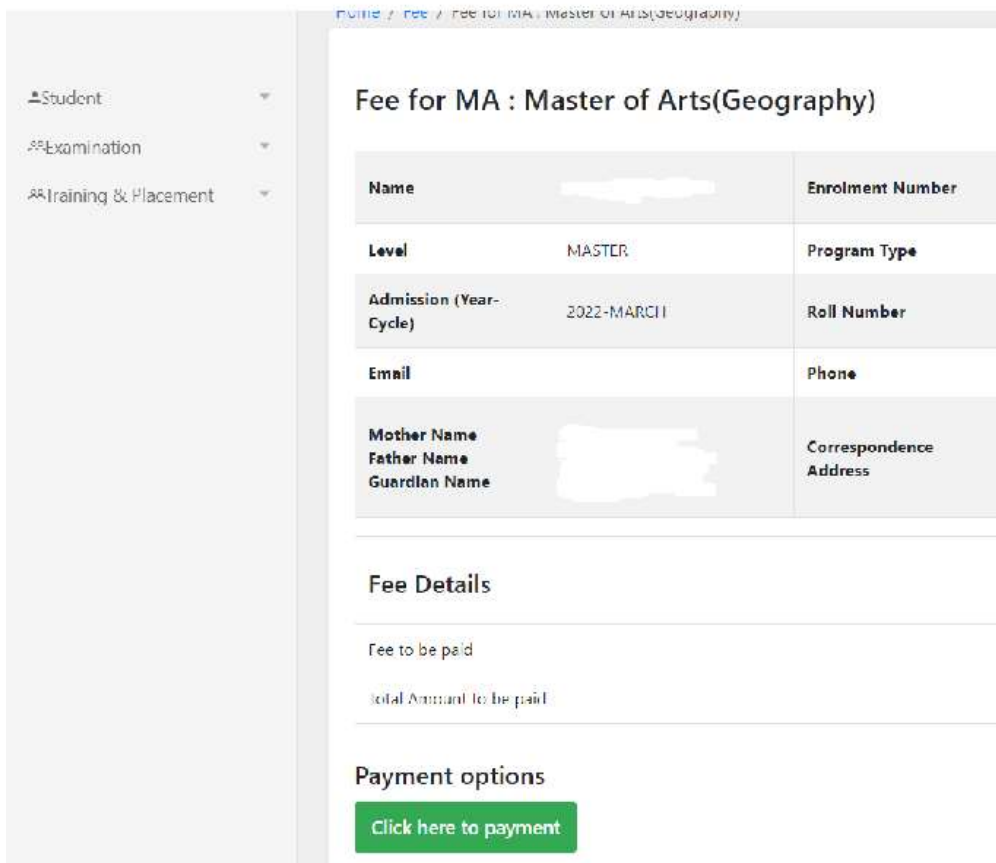 Home / Fee / Fee for MA : Master of Arts(Geography)
Student
Examination
Training & Placement
Fee for MA : Master of Arts(Geography)
Name
Enrolment Number
Level MASTER Program Type
Admission (Year-
Cycle)
2022-MARCH
Roll Number
Email Phone
Mother Name
Father Name
Guardian Name
Correspondence
Address
Fee Details
Fee to be paid
Total Amount to be paid
Payment options
Click here to payment